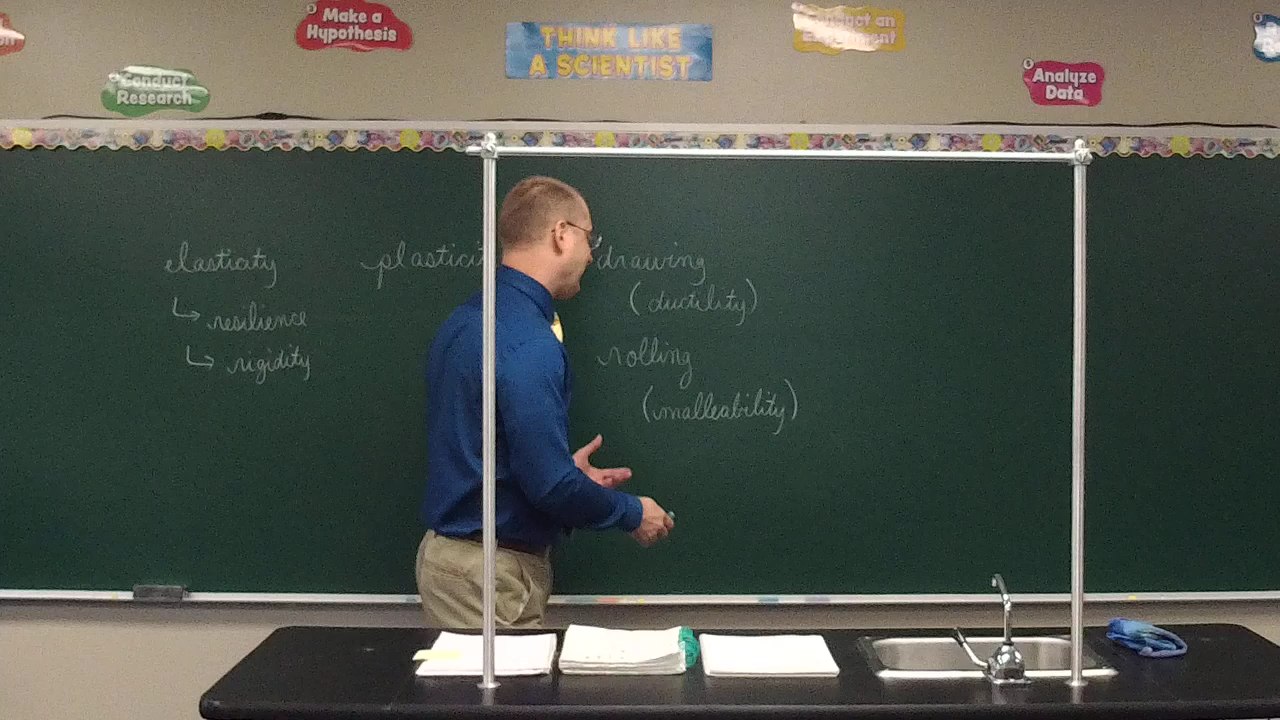 Make a
Hypothesis
THINK LIKE
A SCIENTIST
Conduct
Research
Analyze
Data
elasticity
drawing
(ductility)
resilience
rigidity
rolling
(malleability)